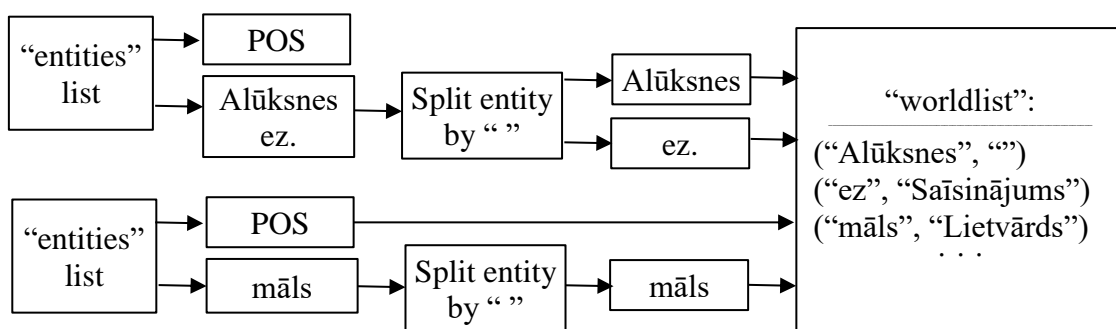 “entities”
list
POS
Alūksnes
ez.
Split entity
by “ ”
Alūksnes
ez.
“entities”
list
POS
māls
Split entity
by “ ”
māls
“worldlist”:
(“Alūksnes”, “”)
(“ez”, “Saīsinājums”)
(“māls”, “Lietvārds”)
. . .